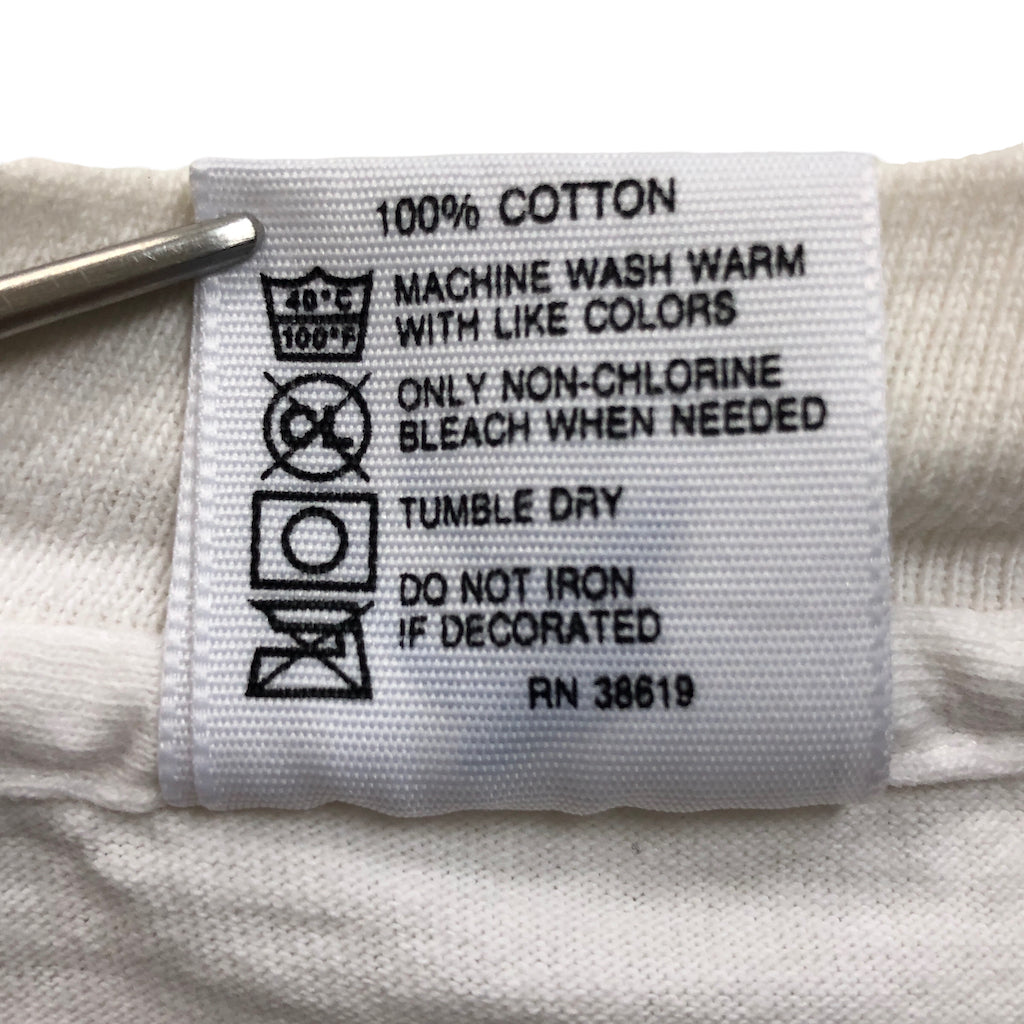 100% COTTON
40°C
100°F
MACHINE WASH WARM
WITH LIKE COLORS
CL
ONLY NON-CHLORINE
BLEACH WHEN NEEDED
TUMBLE DRY
DO NOT IRON
IF DECORATED
RN 38619